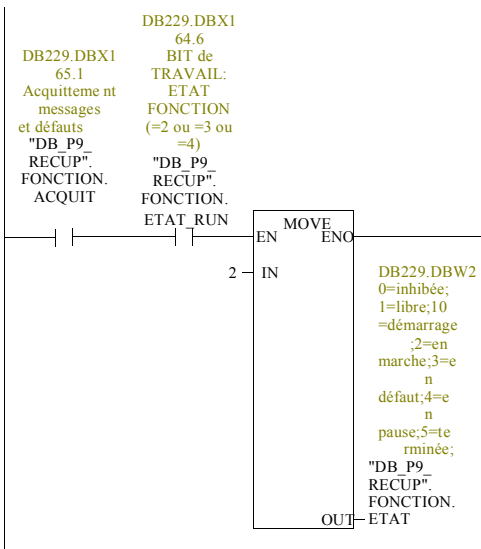 DB229.DBX1
65.1
Acquitteme nt
messages
et défauts
"DB_P9_
RECUP".
FONCTION.
ACQUIT
DB229.DBX1
64.6
BIT de
TRAVAIL:
ETAT
FONCTION
(=2 ou =3 ou
=4)
"DB_P9_
RECUP".
FONCTION.
ETAT_RUN
MOVE
EN ENO
2 IN
DB229.DBW2
0=inhibée;
1=libre;10
=démarrage
;2=en
marche;3=e
n
défaut;4=e
n
pause;5=te
rminée;
"DB_P9_
RECUP".
FONCTION.
OUT ETAT